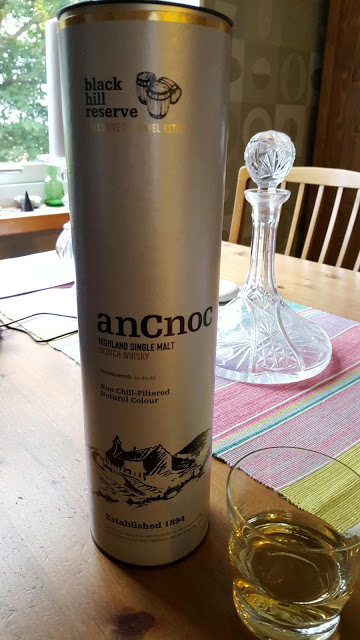 black
hill
reserve
anCnoc
HIGHLAND SINGLE MALT
SCOTCH WHISKY
Non Chill-Filtered
Natural Colour
Established 1894